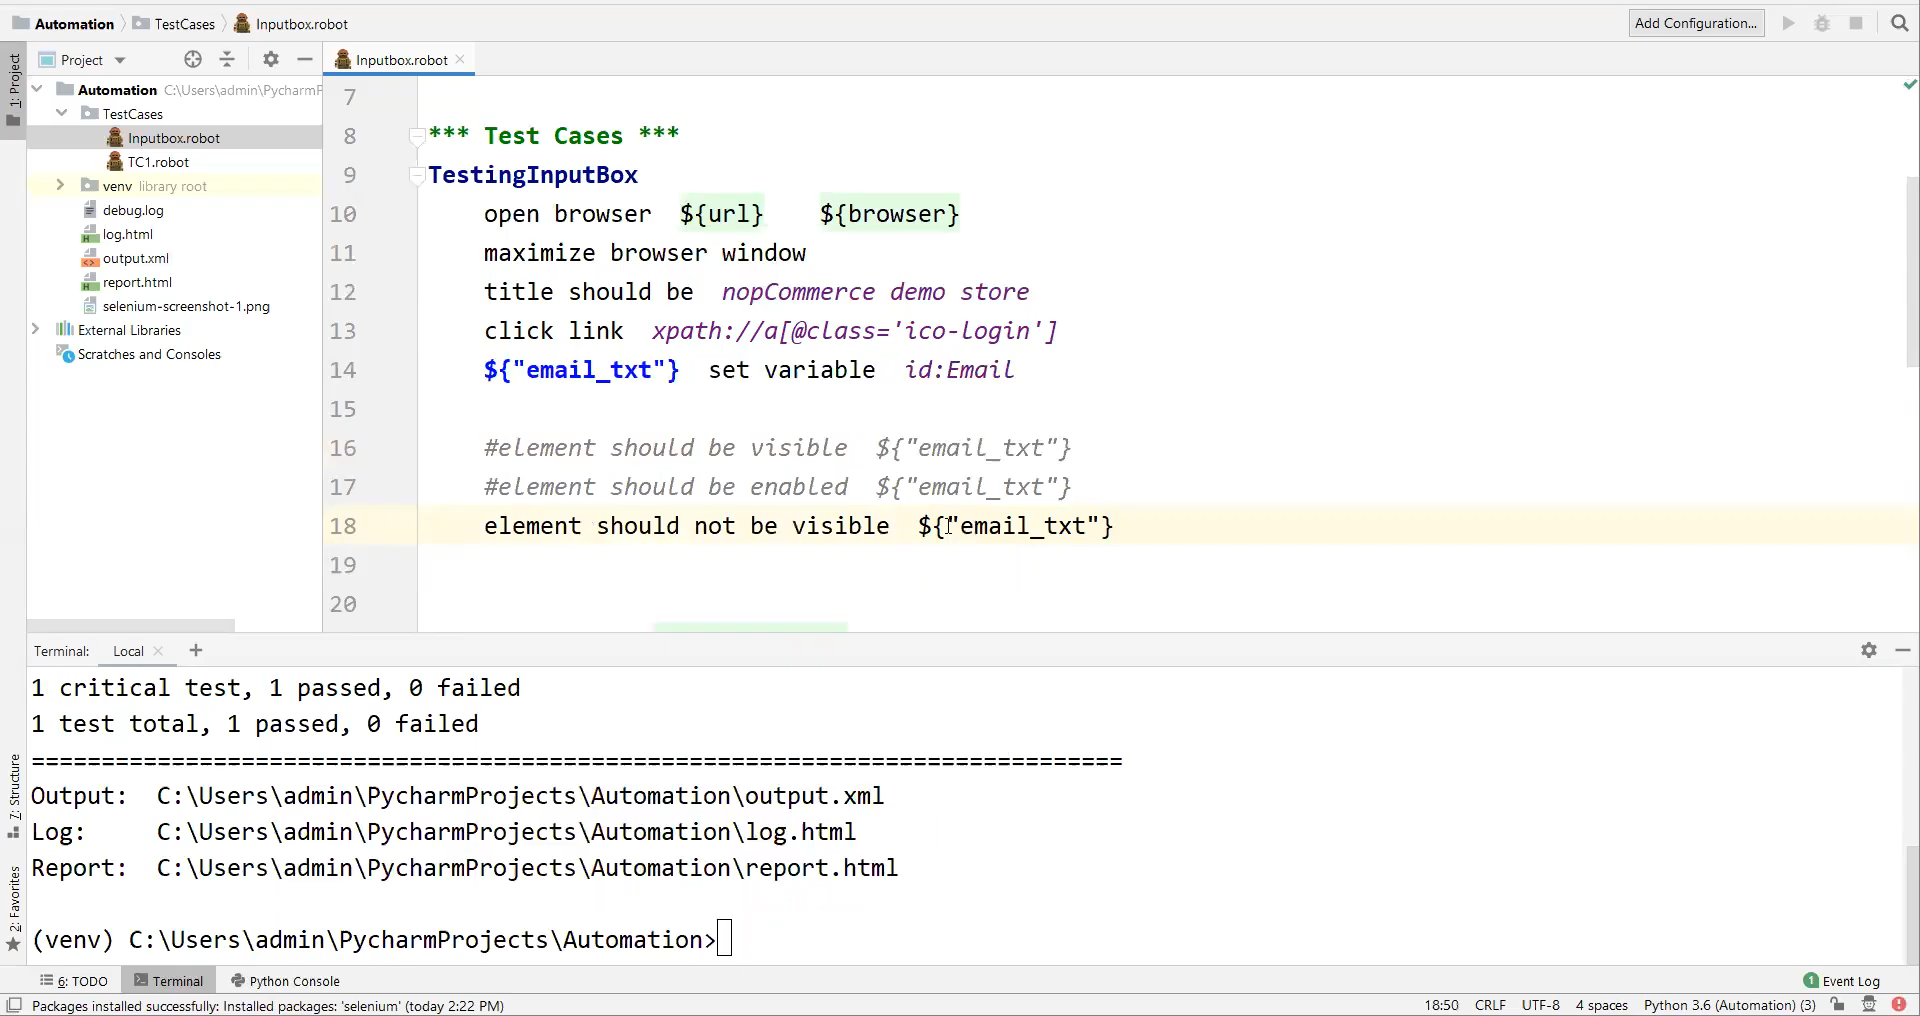 Automation TestCases Inputbox.robot Add Configuration...
1: Project
Project Inputbox.robot
Automation C:\Users\admin\PycharmP
TestCases
Inputbox.robot
TC1.robot
venv library root
debug.log
log.html
output.xml
report.html
selenium-screenshot-1.png
External Libraries
Scratches and Consoles
7
8 *** Test Cases ***
9 TestingInputBox
10 open browser ${url} ${browser}
11 maximize browser window
12 title should be nopCommerce demo store
13 click link xpath://a[@class='ico-login']
14 ${"email_txt"} set variable id:Email
15
16 #element should be visible ${"email_txt"}
17 #element should be enabled ${"email_txt"}
18 element should not be visible ${"email_txt"}
19
20
Terminal: Local
1 critical test, 1 passed, 0 failed
1 test total, 1 passed, 0 failed
==============================================================================
Output: C:\Users\admin\PycharmProjects\Automation\output.xml
Log: C:\Users\admin\PycharmProjects\Automation\log.html
Report: C:\Users\admin\PycharmProjects\Automation\report.html
(venv) C:\Users\admin\PycharmProjects\Automation>
7: Structure
2: Favorites
6: TODO Terminal Python Console 1 Event Log
Packages installed successfully: Installed packages: 'selenium' (today 2:22 PM) 18:50 CRLF UTF-8 4 spaces Python 3.6 (Automation) (3)